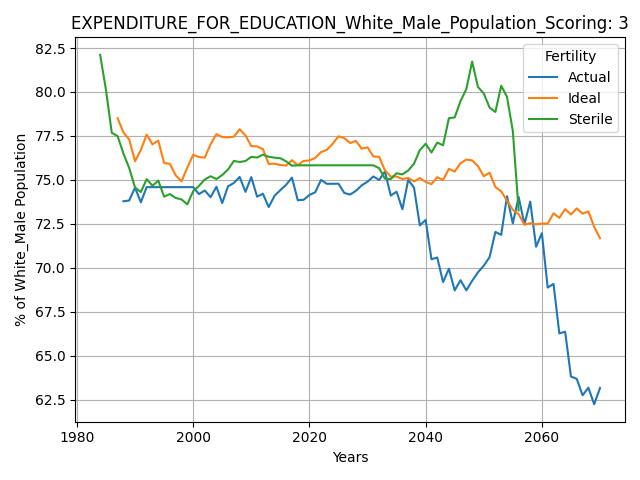 EXPENDITURE_FOR_EDUCATION_White_Male_Population_Scoring: 3
Fertility
Actual
Ideal
Sterile
% of White_Male Population
82.5
80.0
77.5
75.0
72.5
70.0
67.5
65.0
62.5
1980
2000
2020
2040
2060
Years